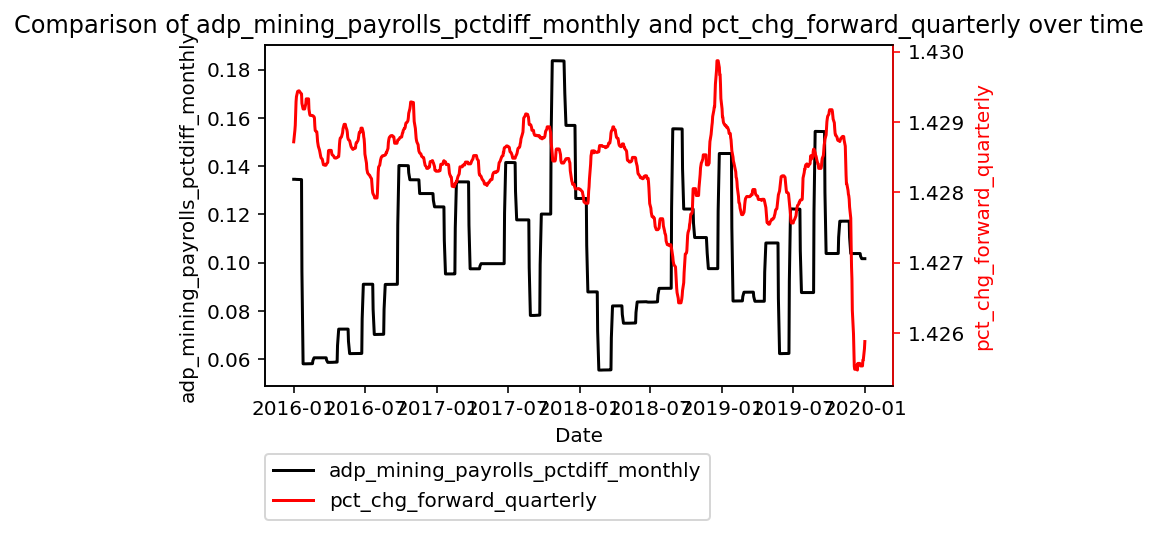 Comparison of adp_mining_payrolls_pctdiff_monthly and pct_chg_forward_quarterly over time
adp_mining_payrolls_pctdiff_monthly
0.18
0.16
0.14
0.12
0.10
0.08
0.06
1.430
1.429
1.428
1.427
1.426
pct_chg_forward_quarterly
2016-01 2016-07 2017-01 2017-07 2018-01 2018-07 2019-01 2019-07 2020-01
Date
adp_mining_payrolls_pctdiff_monthly
pct_chg_forward_quarterly